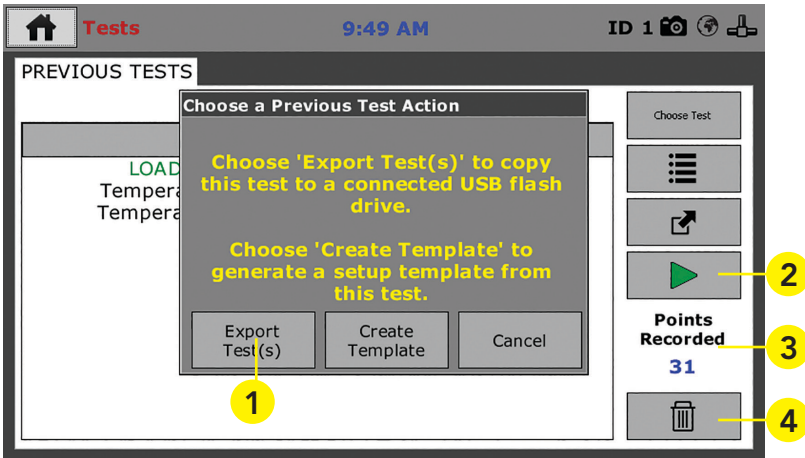 Tests 9:49 AM ID 1
PREVIOUS TESTS
Choose a Previous Test Action
Choose 'Export Test(s)' to copy
this test to a connected USB flash
drive.
Choose 'Create Template' to
generate a setup template from
this test.
Export
Test(s)
Create
Template
Cancel
LOAD
Tempera
Tempera
Choose Test
Points
Recorded
31
1
2
3
4